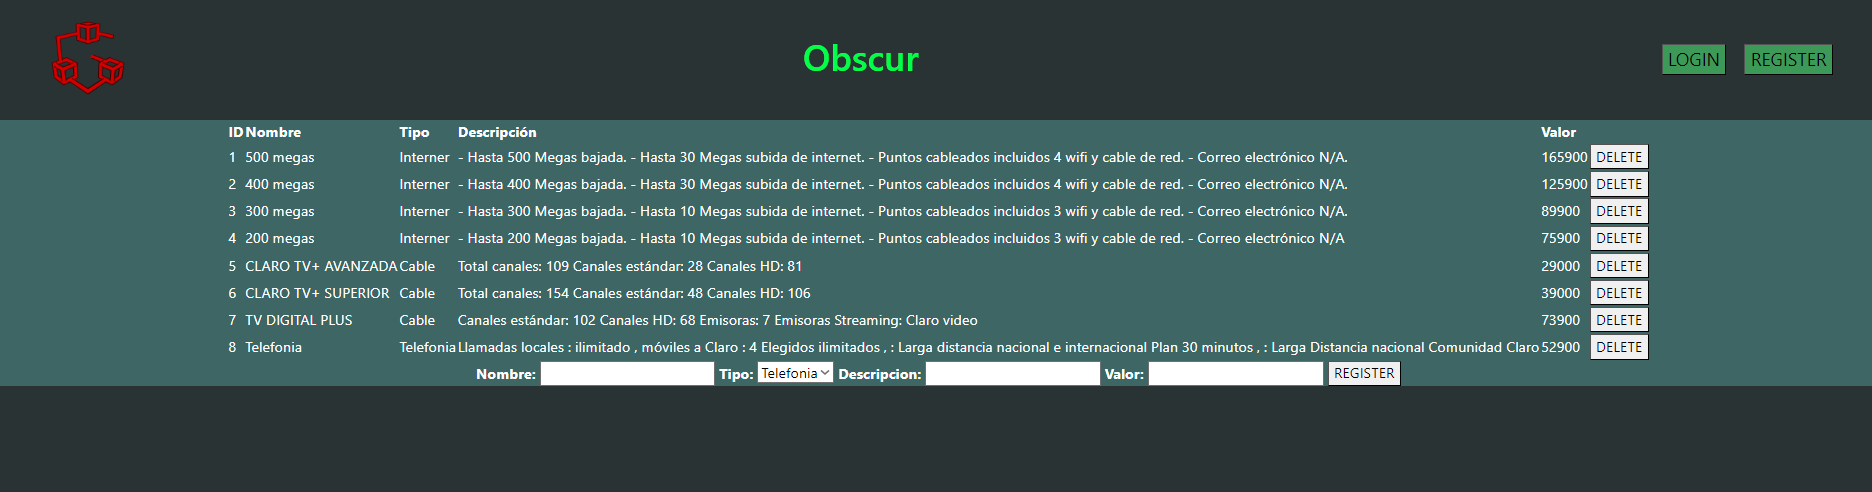 Obscur
LOGIN REGISTER
ID Nombre Tipo Descripción Valor
1 500 megas Interner - Hasta 500 Megas bajada. - Hasta 30 Megas subida de internet. - Puntos cableados incluidos 4 wifi y cable de red. - Correo electrónico N/A. 165900 DELETE
2 400 megas Interner - Hasta 400 Megas bajada. - Hasta 30 Megas subida de internet. - Puntos cableados incluidos 4 wifi y cable de red. - Correo electrónico N/A. 125900 DELETE
3 300 megas Interner - Hasta 300 Megas bajada. - Hasta 10 Megas subida de internet. - Puntos cableados incluidos 3 wifi y cable de red. - Correo electrónico N/A. 89900 DELETE
4 200 megas Interner - Hasta 200 Megas bajada. - Hasta 10 Megas subida de internet. - Puntos cableados incluidos 3 wifi y cable de red. - Correo electrónico N/A 75900 DELETE
5 CLARO TV+ AVANZADA Cable Total canales: 109 Canales estándar: 28 Canales HD: 81 29000 DELETE
6 CLARO TV+ SUPERIOR Cable Total canales: 154 Canales estándar: 48 Canales HD: 106 39000 DELETE
7 TV DIGITAL PLUS Cable Canales estándar: 102 Canales HD: 68 Emisoras: 7 Emisoras Streaming: Claro video 73900 DELETE
8 Telefonia Telefonia Llamadas locales : ilimitado , móviles a Claro : 4 Elegidos ilimitados , : Larga distancia nacional e internacional Plan 30 minutos , : Larga Distancia nacional Comunidad Claro 52900 DELETE
Nombre: Tipo: Telefonia Descripcion: Valor: REGISTER